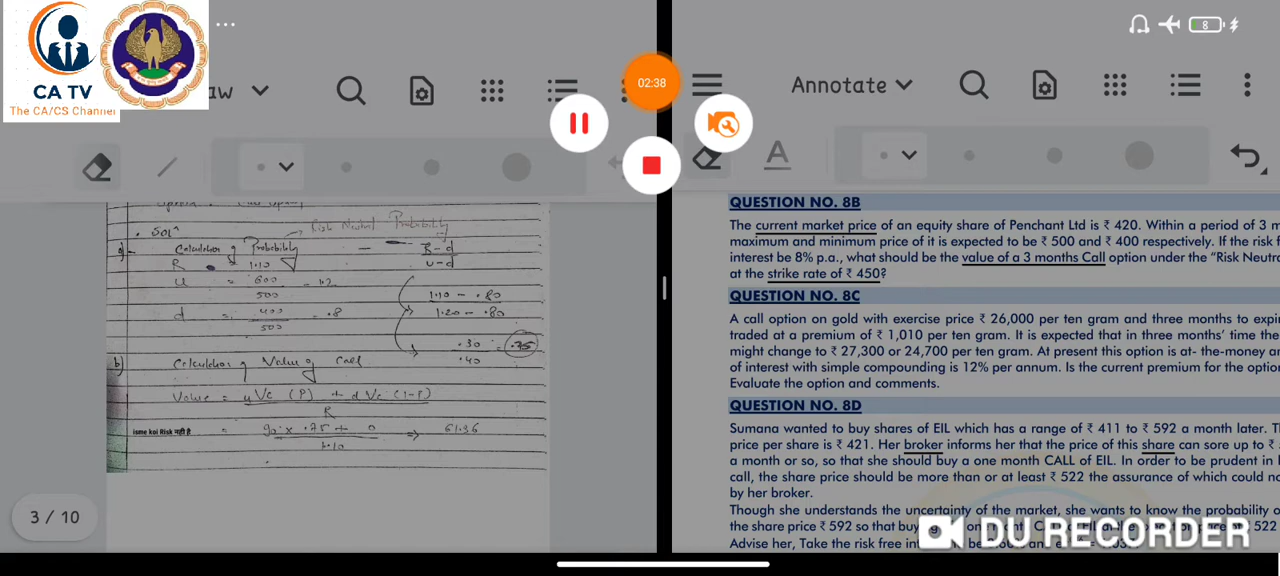 CA TV
The CA/CS Channel
aw
02:38
Annotate
8
Soln
Risk Neutral Probability
a) Calculation of Probability — R-d
u-d
R = 1.10
u = 600 = 1.2
500
1.10 - .80
1.20 - .80
d = 400 = .8
500
.30 = .75
.40
b) Calculation of Value of Call
Value = uVc (P) + dVc (1-P)
R
isme koi Risk नही है
= 90 x .75 + 0 ⇒ 61.36
1.10
3 / 10
QUESTION NO. 8B
The current market price of an equity share of Penchant Ltd is ₹ 420. Within a period of 3 m
maximum and minimum price of it is expected to be ₹ 500 and ₹ 400 respectively. If the risk f
interest be 8% p.a., what should be the value of a 3 months Call option under the "Risk Neutr
at the strike rate of ₹ 450?
QUESTION NO. 8C
A call option on gold with exercise price ₹ 26,000 per ten gram and three months to expir
traded at a premium of ₹ 1,010 per ten gram. It is expected that in three months' time the
might change to ₹ 27,300 or 24,700 per ten gram. At present this option is at- the-money an
of interest with simple compounding is 12% per annum. Is the current premium for the optio
Evaluate the option and comments.
QUESTION NO. 8D
Sumana wanted to buy shares of EIL which has a range of ₹ 411 to ₹ 592 a month later. T
price per share is ₹ 421. Her broker informs her that the price of this share can sore up to ₹
a month or so, so that she should buy a one month CALL of EIL. In order to be prudent in
call, the share price should be more than or at least ₹ 522 the assurance of which could no
by her broker.
Though she understands the uncertainty of the market, she wants to know the probability o
the share price ₹ 592 so that buy on 522
Advise her, Take the risk free in
DU RECORDER